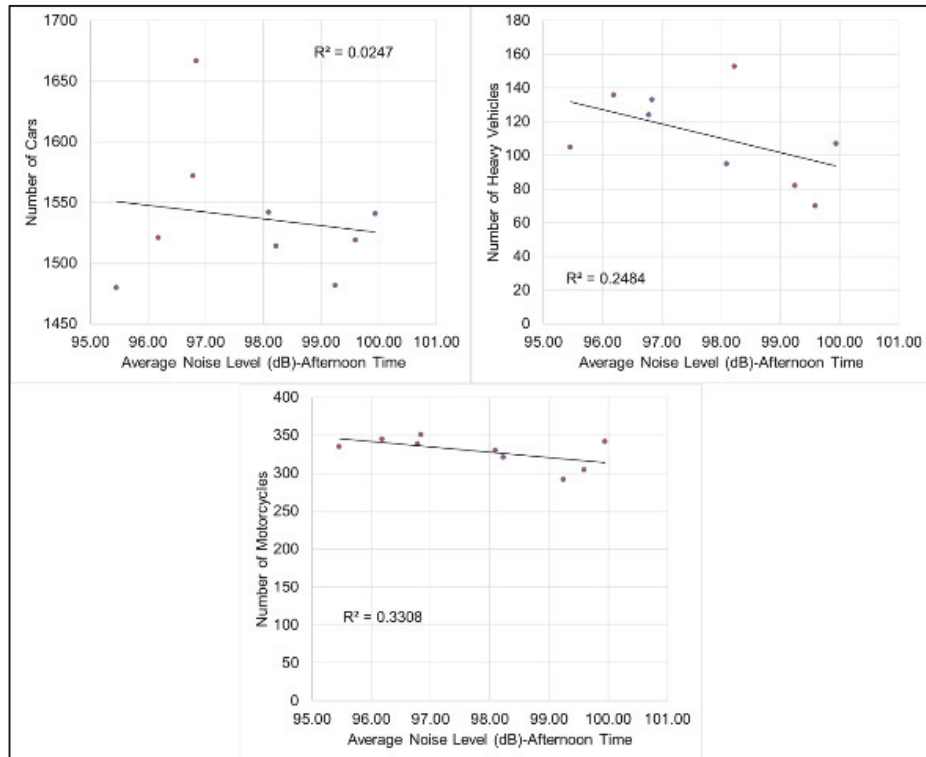 1700
R² = 0.0247
1650
1600
1550
1500
1450
Number of Cars
95.00 96.00 97.00 98.00 99.00 100.00 101.00
Average Noise Level (dB)-Afternoon Time
180
160
140
120
100
80
60
40
20
0
R² = 0.2484
Number of Heavy Vehicles
95.00 96.00 97.00 98.00 99.00 100.00 101.00
Average Noise Level (dB)-Afternoon Time
400
350
300
250
200
150
100
50
0
R² = 0.3308
Number of Motorcycles
95.00 96.00 97.00 98.00 99.00 100.00 101.00
Average Noise Level (dB)-Afternoon Time